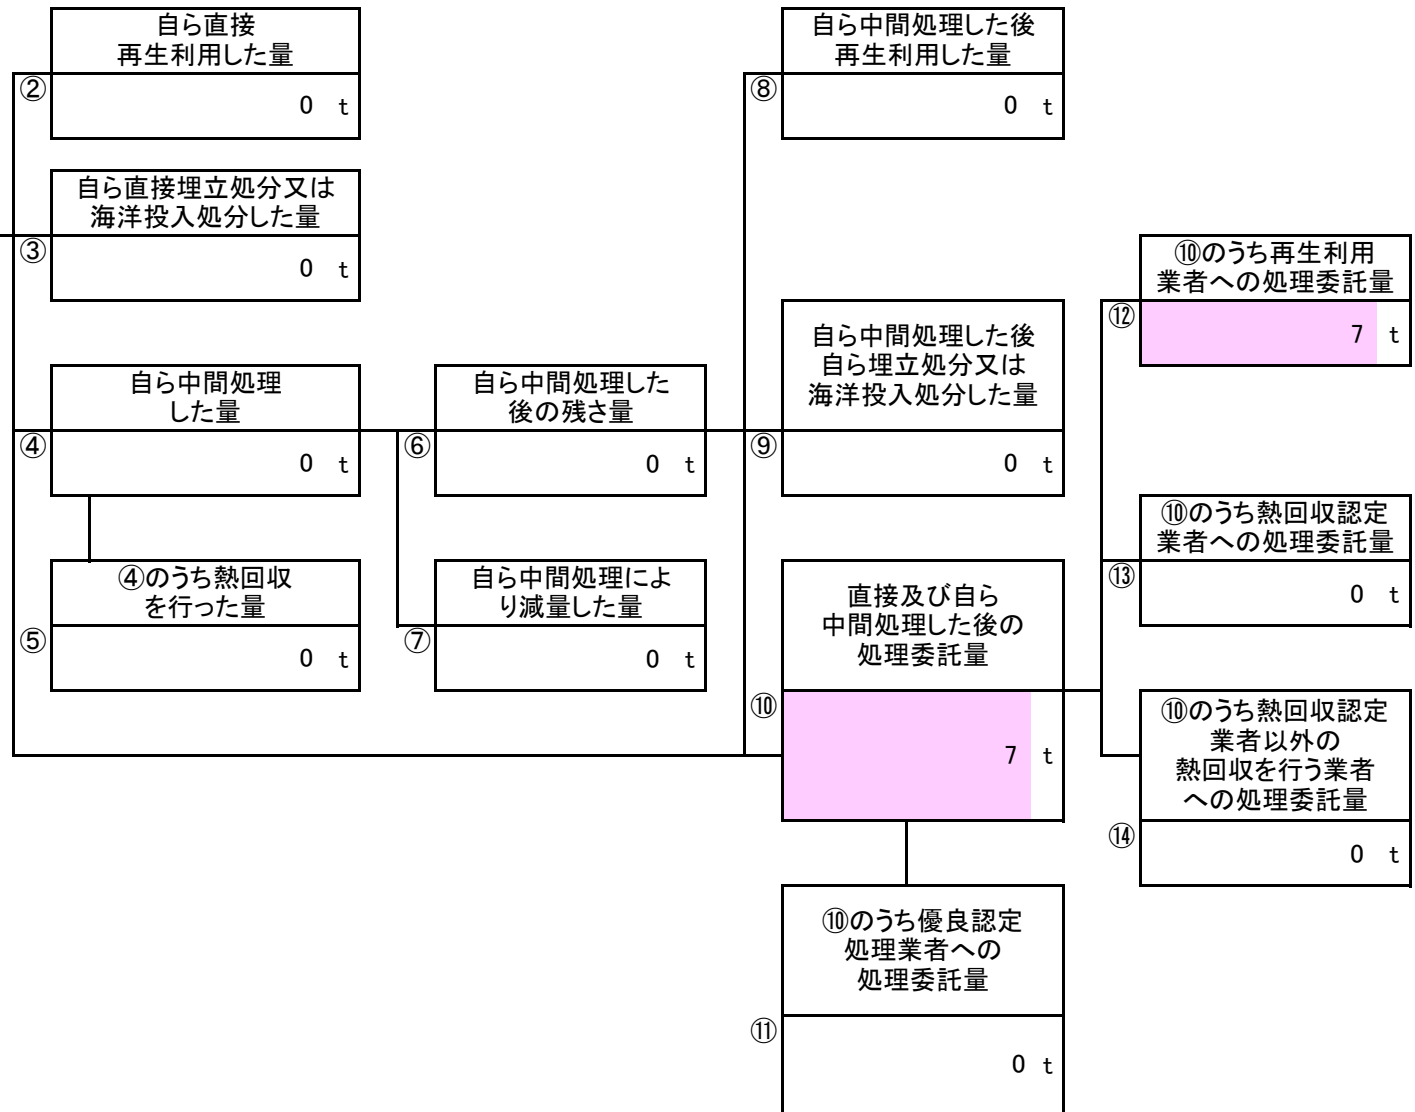 自ら直接
再生利用した量
②
0 t
自ら直接埋立処分又は
海洋投入処分した量
③
0 t
自ら中間処理
した量
④
0 t
④のうち熱回収
を行った量
⑤
0 t
自ら中間処理した
後の残さ量
⑥
0 t
自ら中間処理によ
り減量した量
⑦
0 t
自ら中間処理した後
再生利用した量
⑧
0 t
自ら中間処理した後
自ら埋立処分又は
海洋投入処分した量
⑨
0 t
直接及び自ら
中間処理した後の
処理委託量
⑩
7 t
⑩のうち優良認定
処理業者への
処理委託量
⑪
0 t
⑩のうち再生利用
業者への処理委託量
⑫
7 t
⑩のうち熱回収認定
業者への処理委託量
⑬
0 t
⑩のうち熱回収認定
業者以外の
熱回収を行う業者
への処理委託量
⑭
0 t